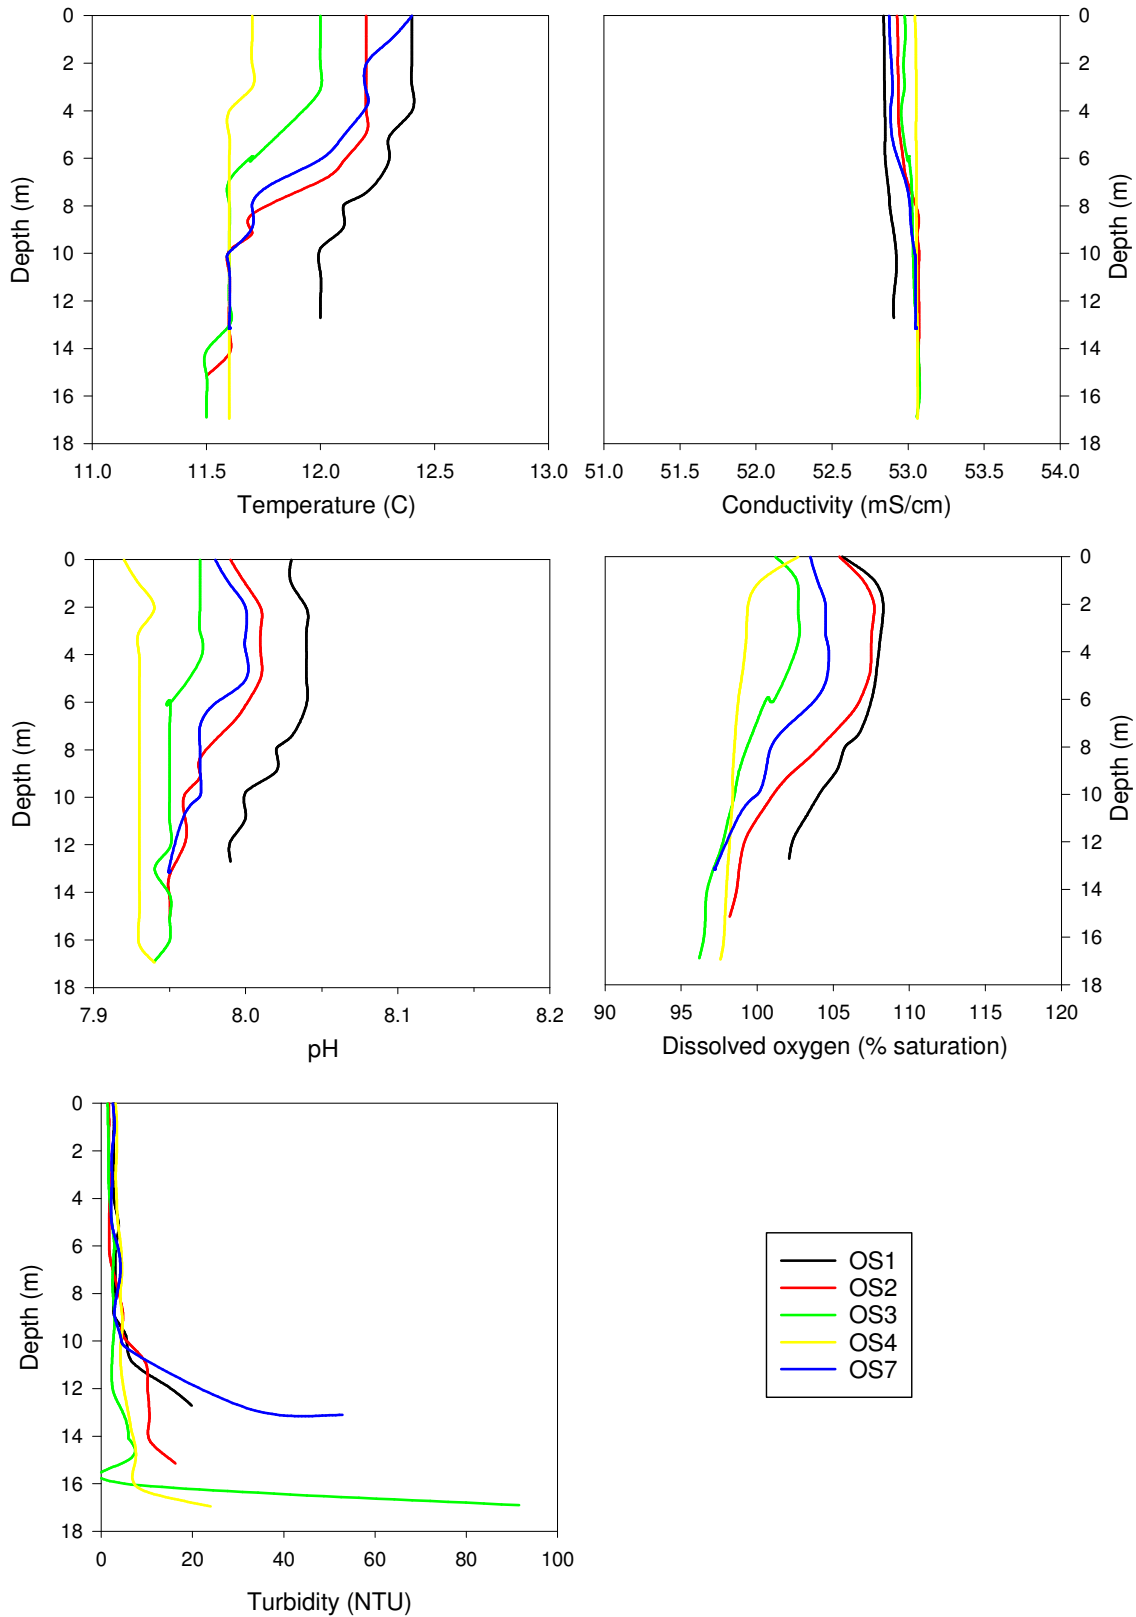 0
2
4
6
8
10
12
14
16
18
Depth (m)
11.0 11.5 12.0 12.5 13.0
Temperature (C)
0
2
4
6
8
10
12
14
16
18
Depth (m)
51.0 51.5 52.0 52.5 53.0 53.5 54.0
Conductivity (mS/cm)
0
2
4
6
8
10
12
14
16
18
Depth (m)
7.9 8.0 8.1 8.2
pH
0
2
4
6
8
10
12
14
16
18
Depth (m)
90 95 100 105 110 115 120
Dissolved oxygen (% saturation)
0
2
4
6
8
10
12
14
16
18
Depth (m)
0 20 40 60 80 100
Turbidity (NTU)
OS1
OS2
OS3
OS4
OS7